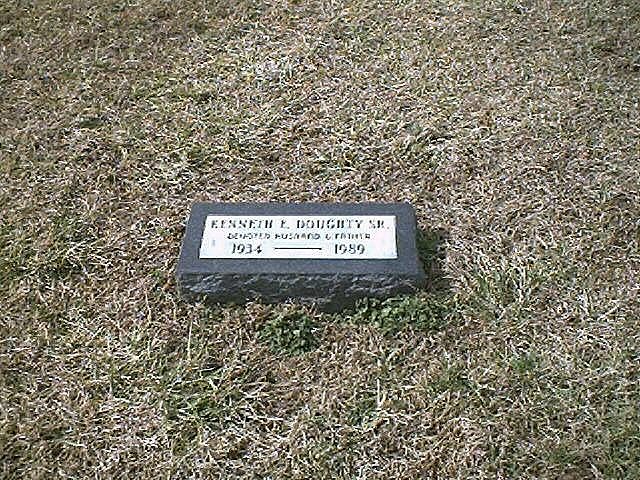 KENNETH E. DOUGHTY SR.
DEVOTED HUSBAND & FATHER
1934 1989